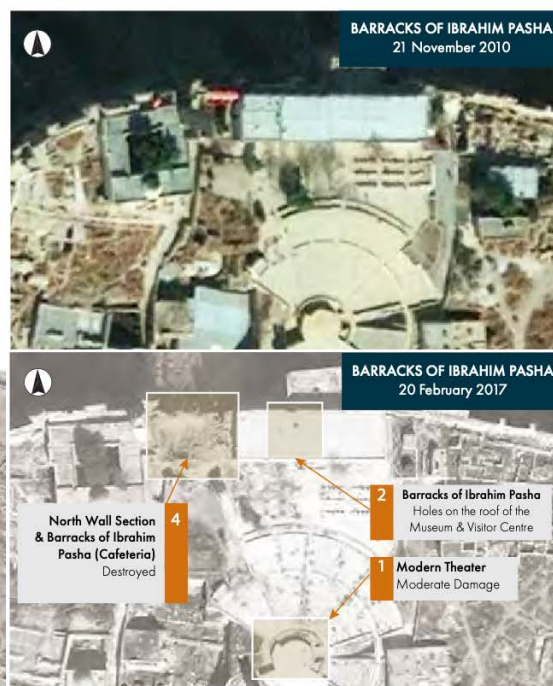 BARRACKS OF IBRAHIM PASHA
21 November 2010
BARRACKS OF IBRAHIM PASHA
20 February 2017
4
North Wall Section
& Barracks of Ibrahim
Pasha (Cafeteria)
Destroyed
2
Barracks of Ibrahim Pasha
Holes on the roof of the
Museum & Visitor Centre
1
Modern Theater
Moderate Damage